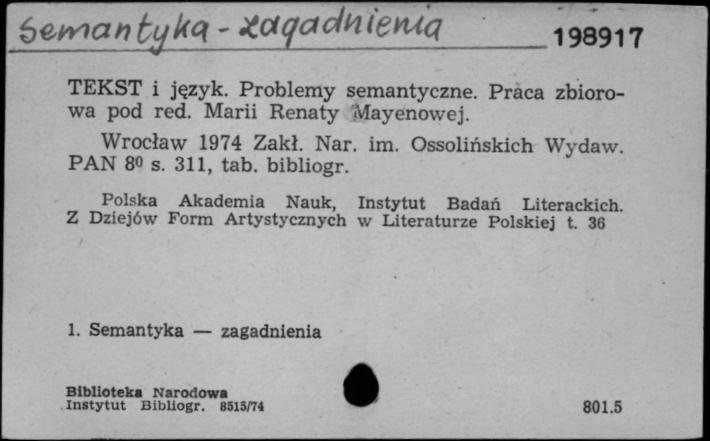 Semantyka - zagadnienia
198917
TEKST i język. Problemy semantyczne. Praca zbioro-
wa pod red. Marii Renaty Mayenowej.
Wrocław 1974 Zakł. Nar. im. Ossolińskich Wydaw.
PAN 8⁰ s. 311, tab. bibliogr.
Polska Akademia Nauk, Instytut Badań Literackich.
Z Dziejów Form Artystycznych w Literaturze Polskiej t. 36
1. Semantyka — zagadnienia
Biblioteka Narodowa
Instytut Bibliogr. 8515/74
801.5